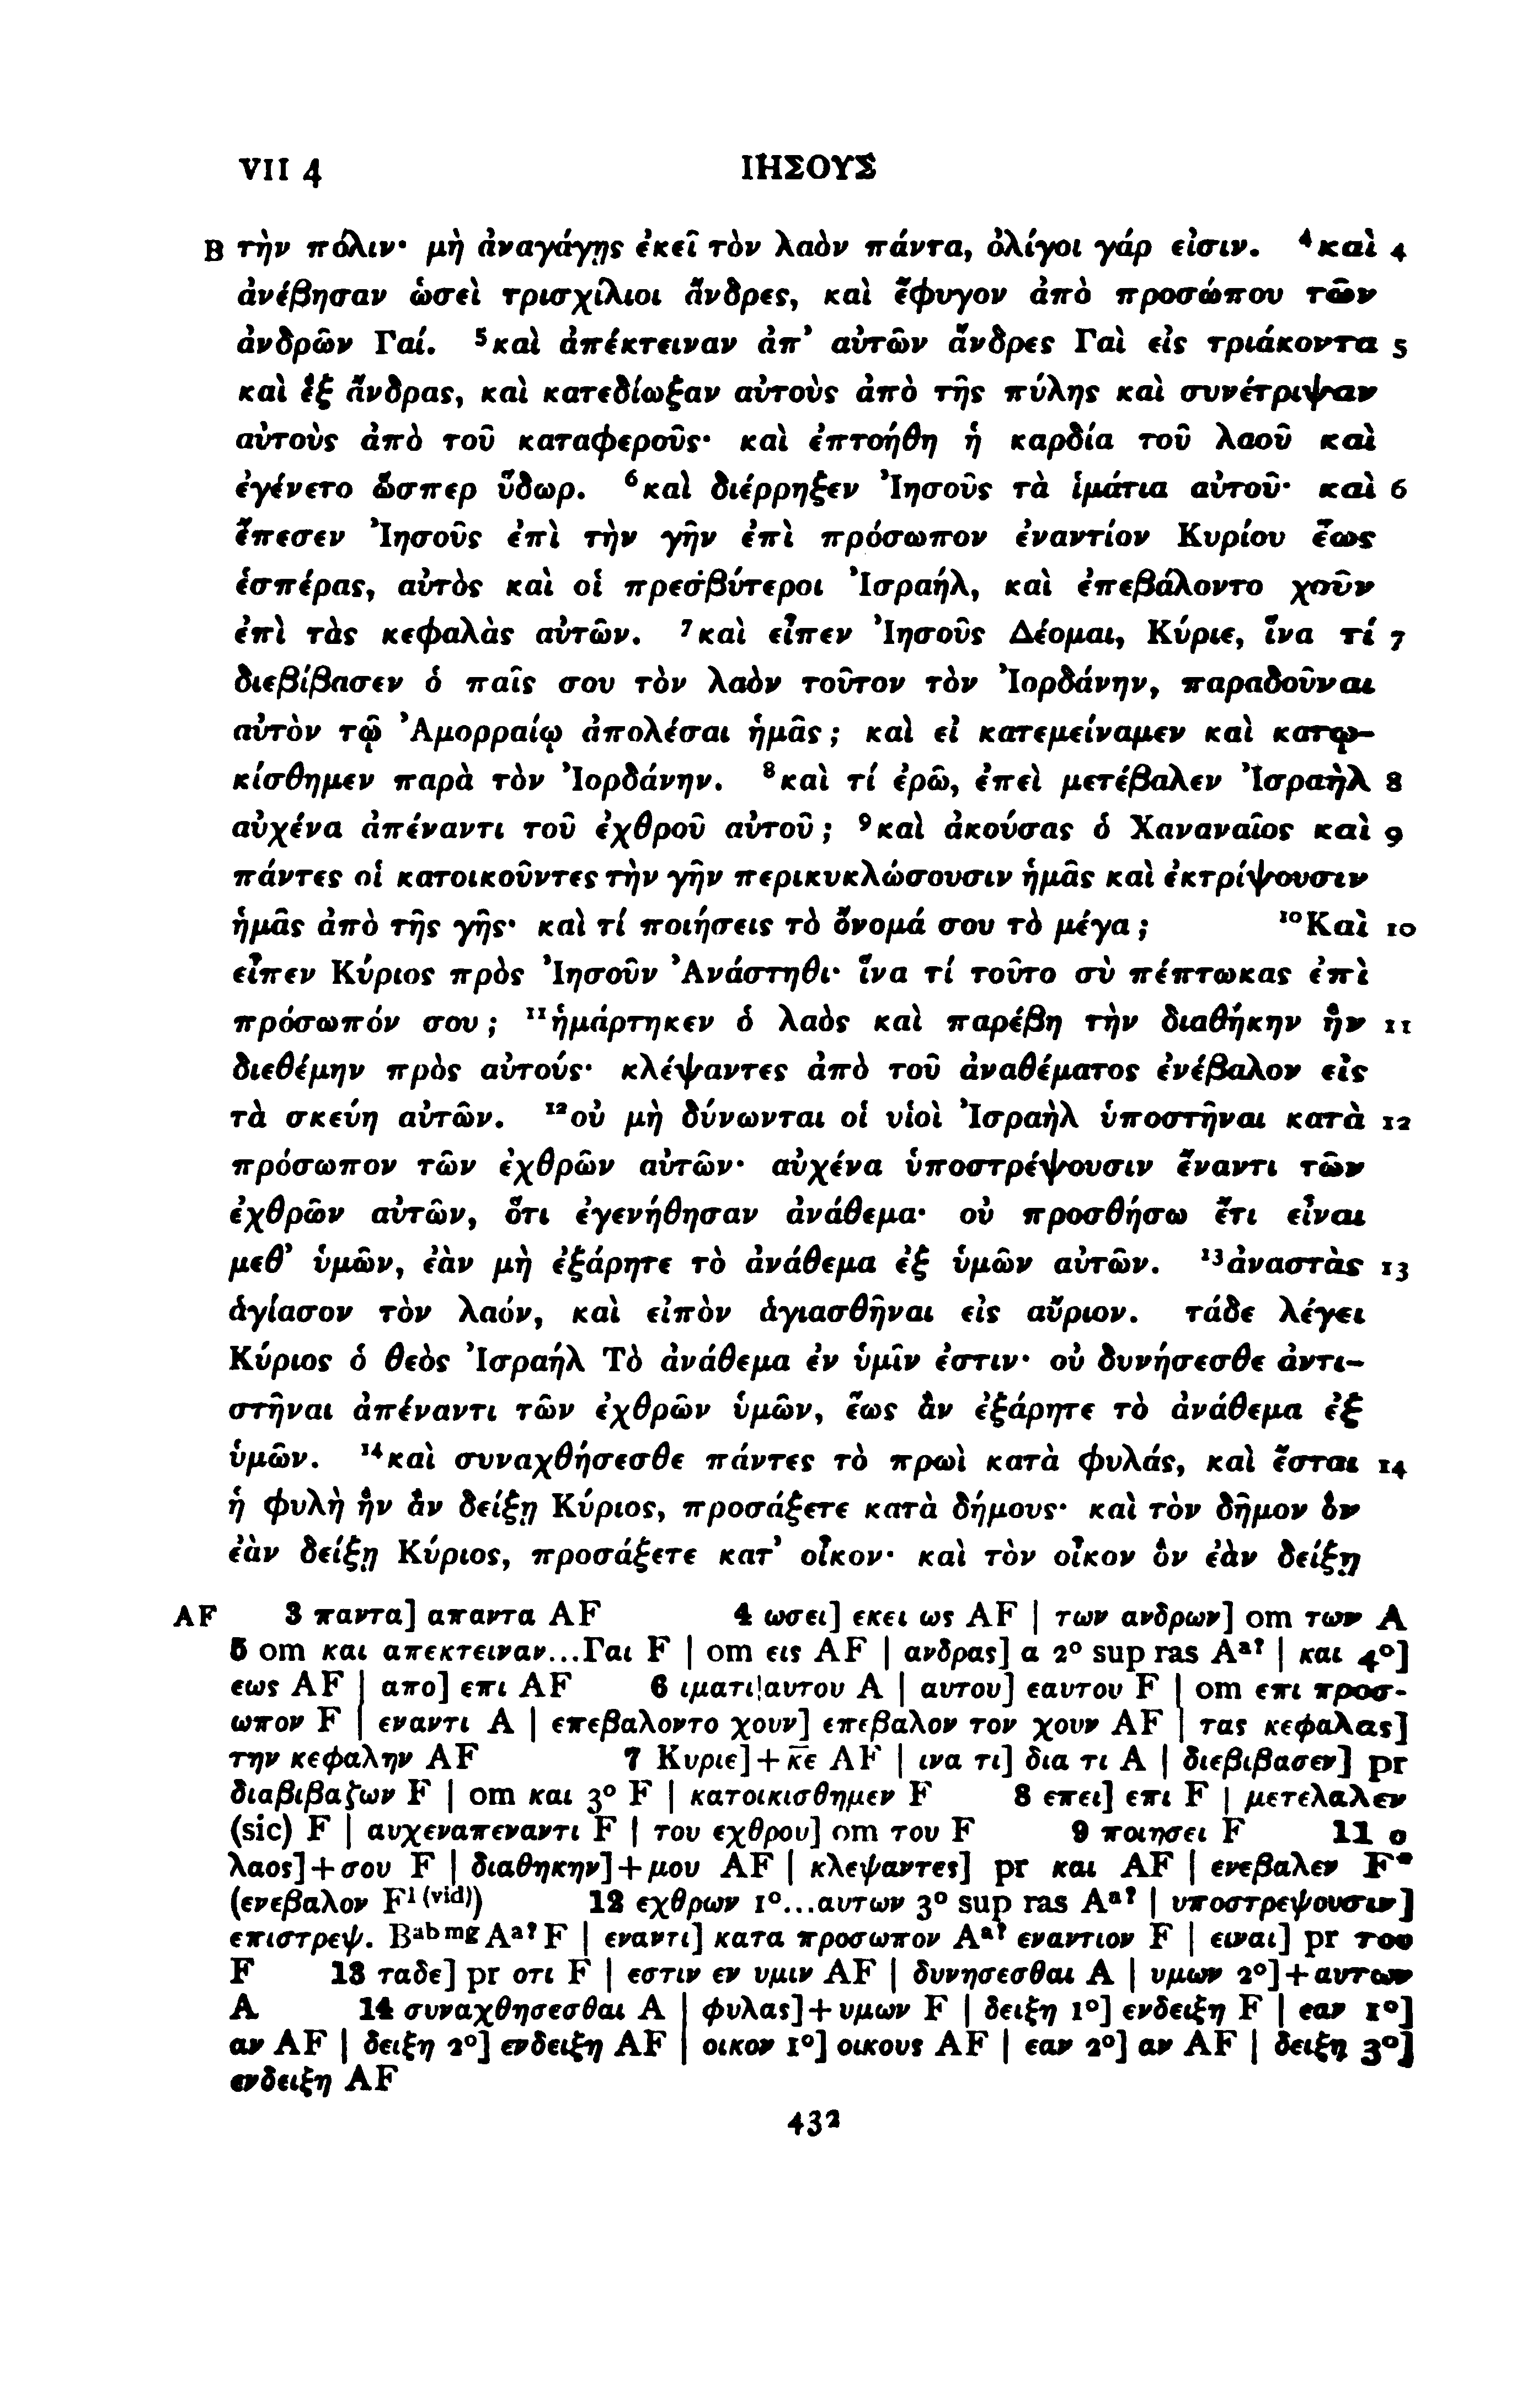 VII 4 ΙΗΣΟΥΣ
B τὴν πόλιν· μὴ ἀναγάγῃς ἐκεῖ τὸν λαὸν πάντα, ὀλίγοι γάρ εἰσιν. ⁴καὶ 4
ἀνέβησαν ὡσεὶ τρισχίλιοι ἄνδρες, καὶ ἔφυγον ἀπὸ προσώπου τῶν
ἀνδρῶν Γαί. ⁵καὶ ἀπέκτειναν ἀπ’ αὐτῶν ἄνδρες Γαὶ εἰς τριάκοντα 5
καὶ ἓξ ἄνδρας, καὶ κατεδίωξαν αὐτοὺς ἀπὸ τῆς πύλης καὶ συνέτριψαν
αὐτοὺς ἀπὸ τοῦ καταφεροῦς· καὶ ἐπτοήθη ἡ καρδία τοῦ λαοῦ καὶ
ἐγένετο ὥσπερ ὕδωρ. ⁶καὶ διέρρηξεν Ἰησοῦς τὰ ἱμάτια αὐτοῦ· καὶ 6
ἔπεσεν Ἰησοῦς ἐπὶ τὴν γῆν ἐπὶ πρόσωπον ἐναντίον Κυρίου ἕως
ἑσπέρας, αὐτὸς καὶ οἱ πρεσβύτεροι Ἰσραήλ, καὶ ἐπεβάλοντο χοῦν
ἐπὶ τὰς κεφαλὰς αὐτῶν. ⁷καὶ εἶπεν Ἰησοῦς Δέομαι, Κύριε, ἵνα τί 7
διεβίβασεν ὁ παῖς σου τὸν λαὸν τοῦτον τὸν Ἰορδάνην, παραδοῦναι
αὐτὸν τῷ Ἀμορραίῳ ἀπολέσαι ἡμᾶς; καὶ εἰ κατεμείναμεν καὶ κατῳ-
κίσθημεν παρὰ τὸν Ἰορδάνην. ⁸καὶ τί ἐρῶ, ἐπεὶ μετέβαλεν Ἰσραὴλ 8
αὐχένα ἀπέναντι τοῦ ἐχθροῦ αὐτοῦ; ⁹καὶ ἀκούσας ὁ Χαναναῖος καὶ 9
πάντες οἱ κατοικοῦντες τὴν γῆν περικυκλώσουσιν ἡμᾶς καὶ ἐκτρίψουσιν
ἡμᾶς ἀπὸ τῆς γῆς· καὶ τί ποιήσεις τὸ ὄνομά σου τὸ μέγα; ¹⁰Καὶ 10
εἶπεν Κύριος πρὸς Ἰησοῦν Ἀνάστηθι· ἵνα τί τοῦτο σὺ πέπτωκας ἐπὶ
πρόσωπόν σου; ¹¹ἡμάρτηκεν ὁ λαὸς καὶ παρέβη τὴν διαθήκην ἣν 11
διεθέμην πρὸς αὐτούς· κλέψαντες ἀπὸ τοῦ ἀναθέματος ἐνέβαλον εἰς
τὰ σκεύη αὐτῶν. ¹²οὐ μὴ δύνωνται οἱ υἱοὶ Ἰσραὴλ ὑποστῆναι κατὰ 12
πρόσωπον τῶν ἐχθρῶν αὐτῶν· αὐχένα ὑποστρέψουσιν ἔναντι τῶν
ἐχθρῶν αὐτῶν, ὅτι ἐγενήθησαν ἀνάθεμα· οὐ προσθήσω ἔτι εἶναι
μεθ’ ὑμῶν, ἐὰν μὴ ἐξάρητε τὸ ἀνάθεμα ἐξ ὑμῶν αὐτῶν. ¹³ἀναστὰς 13
ἁγίασον τὸν λαόν, καὶ εἰπὸν ἁγιασθῆναι εἰς αὔριον. τάδε λέγει
Κύριος ὁ θεὸς Ἰσραήλ Τὸ ἀνάθεμα ἐν ὑμῖν ἐστιν· οὐ δυνήσεσθε ἀντι-
στῆναι ἀπέναντι τῶν ἐχθρῶν ὑμῶν, ἕως ἂν ἐξάρητε τὸ ἀνάθεμα ἐξ
ὑμῶν. ¹⁴καὶ συναχθήσεσθε πάντες τὸ πρωὶ κατὰ φυλάς, καὶ ἔσται 14
ἡ φυλὴ ἣν ἂν δείξῃ Κύριος, προσάξετε κατὰ δήμους· καὶ τὸν δῆμον ὃν
ἐὰν δείξῃ Κύριος, προσάξετε κατ’ οἶκον· καὶ τὸν οἶκον ὃν ἐὰν δείξῃ
AF 3 παντα] απαντα AF 4 ωσει] εκει ως AF | των ανδρων] om των A
5 om και απεκτειναν...Γαι F | om εις AF | ανδρας] α 2° sup ras Aᵃ? | και 4°]
εως AF | απο] επι AF 6 ιματι¦αυτου A | αυτου] εαυτου F | om επι προσ-
ωπον F | εναντι A | επεβαλοντο χουν] επεβαλον τον χουν AF | τας κεφαλας]
την κεφαλην AF 7 Κυριε]+κ̅ε̅ AF | ινα τι] δια τι A | διεβιβασεν] pr
διαβιβαζων F | om και 3° F | κατοικισθημεν F 8 επει] επι F | μετελαλεν
(sic) F | αυχεναπεναντι F | του εχθρου] om του F 9 ποιησει F 11 ο
λαος]+σου F | διαθηκην]+μου AF | κλεψαντες] pr και AF | ενεβαλεν F*
(ενεβαλον F¹⁽ᵛⁱᵈ⁾) 12 εχθρων 1°...αυτων 3° sup ras Aᵃ? | υποστρεψουσιν]
επιστρεψ. Bᵃᵇᵐᵍ Aᵃ? F | εναντι] κατα προσωπον Aᵃ? εναντιον F | ειναι] pr του
F 13 ταδε] pr οτι F | εστιν εν υμιν AF | δυνησεσθαι A | υμων 2°]+αυτων
A 14 συναχθησεσθαι A | φυλας]+υμων F | δειξη 1°] ενδειξη F | εαν 1°]
αν AF | δειξη 2°] ενδειξη AF | οικον 1°] οικους AF | εαν 2°] αν AF | δειξη 3°]
ενδειξη AF
432